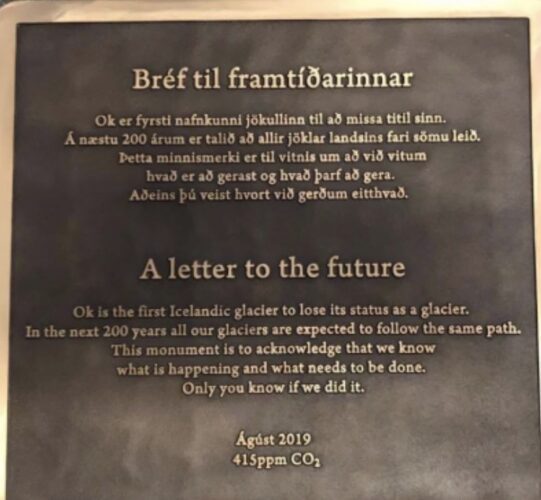 Bréf til framtíðarinnar
Ok er fyrsti nafnkunni jökullinn til að missa titil sinn.
Á næstu 200 árum er talið að allir jöklar landsins fari sömu leið.
Þetta minnismerki er til vitnis um að við vitum
hvað er að gerast og hvað þarf að gera.
Aðeins þú veist hvort við gerðum eitthvað.
A letter to the future
Ok is the first Icelandic glacier to lose its status as a glacier.
In the next 200 years all our glaciers are expected to follow the same path.
This monument is to acknowledge that we know
what is happening and what needs to be done.
Only you know if we did it.
Ágúst 2019
415ppm CO₂